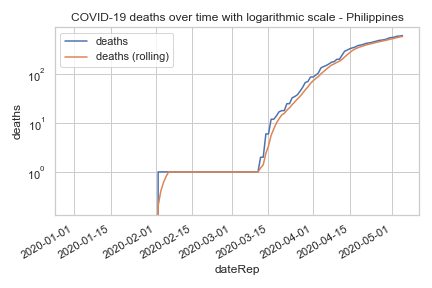 COVID-19 deaths over time with logarithmic scale - Philippines
deaths
deaths (rolling)
10²
10¹
10⁰
deaths
2020-01-01
2020-01-15
2020-02-01
2020-02-15
2020-03-01
2020-03-15
2020-04-01
2020-04-15
2020-05-01
dateRep